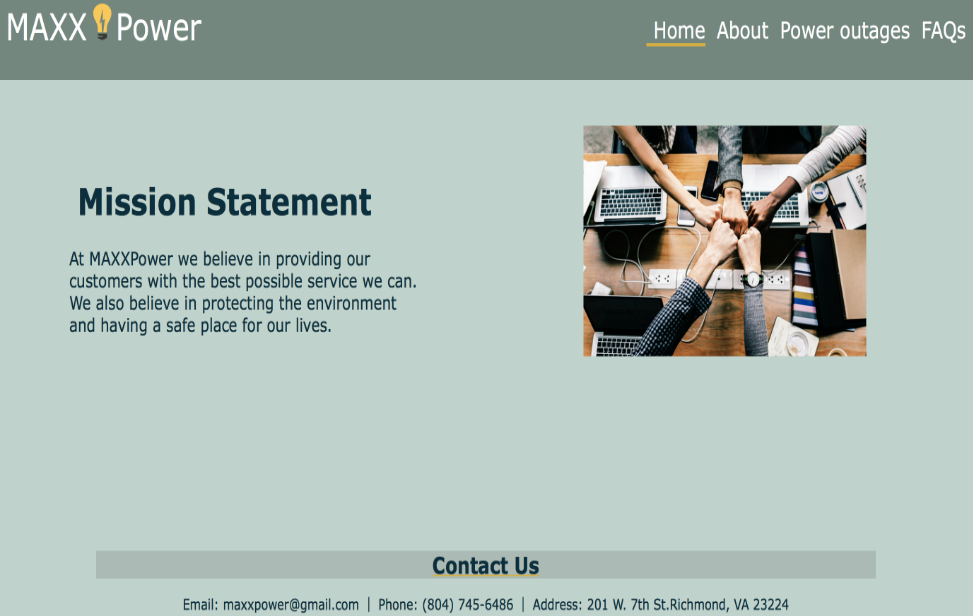 MAXX Power
Home About Power outages FAQs
Mission Statement
At MAXXPower we believe in providing our
customers with the best possible service we can.
We also believe in protecting the environment
and having a safe place for our lives.
Contact Us
Email: maxxpower@gmail.com | Phone: (804) 745-6486 | Address: 201 W. 7th St.Richmond, VA 23224